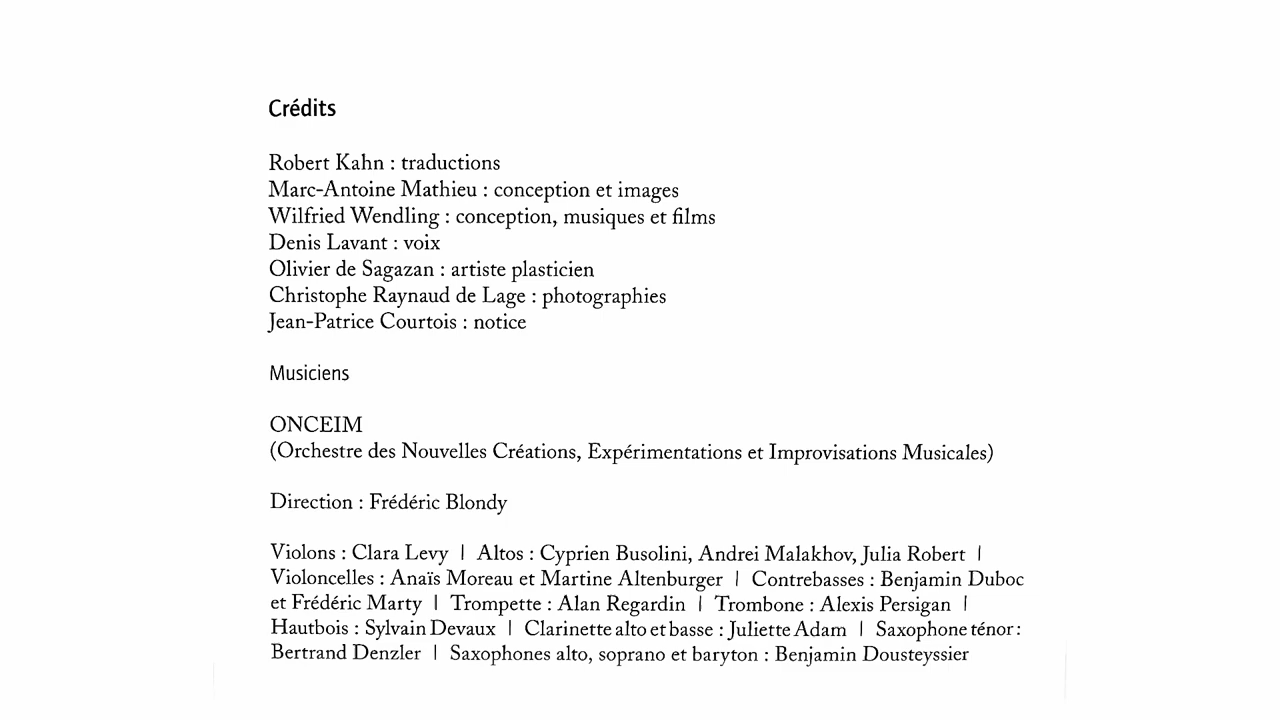 Crédits
Robert Kahn : traductions
Marc-Antoine Mathieu : conception et images
Wilfried Wendling : conception, musiques et films
Denis Lavant : voix
Olivier de Sagazan : artiste plasticien
Christophe Raynaud de Lage : photographies
Jean-Patrice Courtois : notice
Musiciens
ONCEIM
(Orchestre des Nouvelles Créations, Expérimentations et Improvisations Musicales)
Direction : Frédéric Blondy
Violons : Clara Levy | Altos : Cyprien Busolini, Andrei Malakhov, Julia Robert |
Violoncelles : Anaïs Moreau et Martine Altenburger | Contrebasses : Benjamin Duboc
et Frédéric Marty | Trompette : Alan Regardin | Trombone : Alexis Persigan |
Hautbois : Sylvain Devaux | Clarinette alto et basse : Juliette Adam | Saxophone ténor :
Bertrand Denzler | Saxophones alto, soprano et baryton : Benjamin Dousteyssier